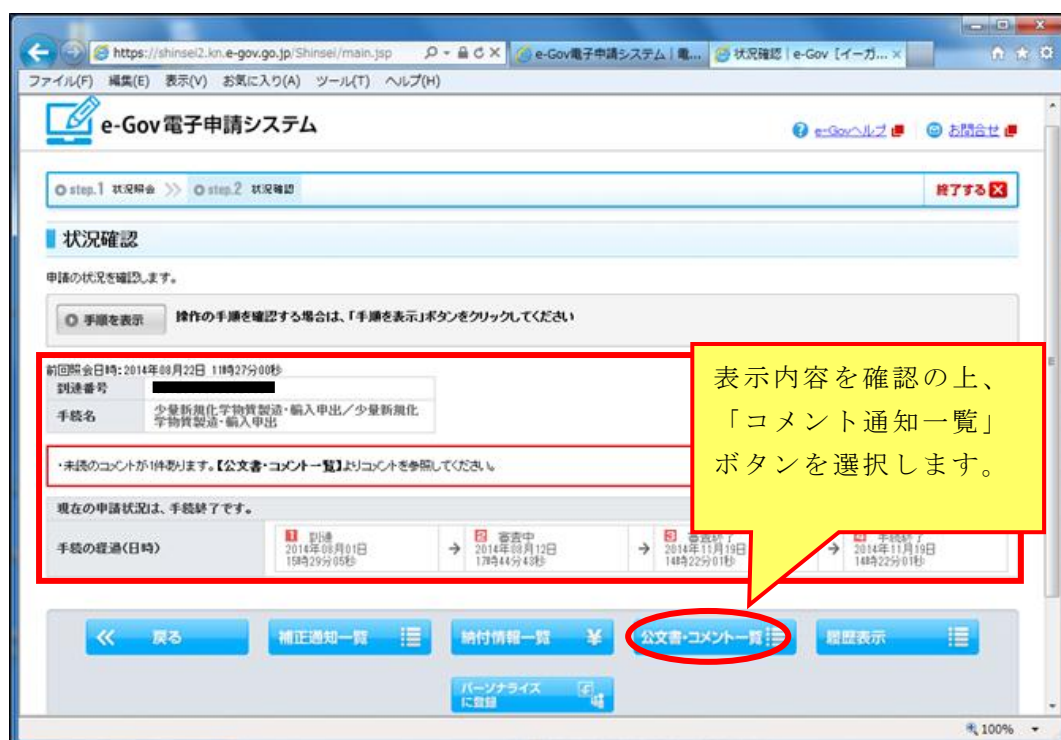 https://shinsei2.kn.e-gov.go.jp/Shinsei/main.jsp
e-Gov電子申請システム | 電...
状況確認 | e-Gov [イーガ...
ファイル(F) 編集(E) 表示(V) お気に入り(A) ツール(T) ヘルプ(H)
e-Gov電子申請システム
e-Govヘルプ
お問合せ
step.1 状況照会 step.2 状況確認
終了する
状況確認
申請の状況を確認します。
手順を表示
操作の手順を確認する場合は、「手順を表示」ボタンをクリックしてください
前回照会日時:2014年08月22日 11時27分00秒
到達番号
手続名
少量新規化学物質製造・輸入申出/少量新規化
学物質製造・輸入申出
表示内容を確認の上、
「コメント通知一覧」
ボタンを選択します。
・未読のコメントが1件あります。【公文書・コメント一覧】よりコメントを参照してください。
現在の申請状況は、手続終了です。
手続の経過(日時)
1 到達
2014年08月01日
15時29分05秒
→
2 審査中
2014年08月12日
17時44分43秒
→
3 審査終了
2014年11月19日
14時22分01秒
→
4 手続終了
2014年11月19日
14時22分01秒
戻る
補正通知一覧
納付情報一覧 ¥
公文書・コメント一覧
履歴表示
パーソナライズ
に登録
100%